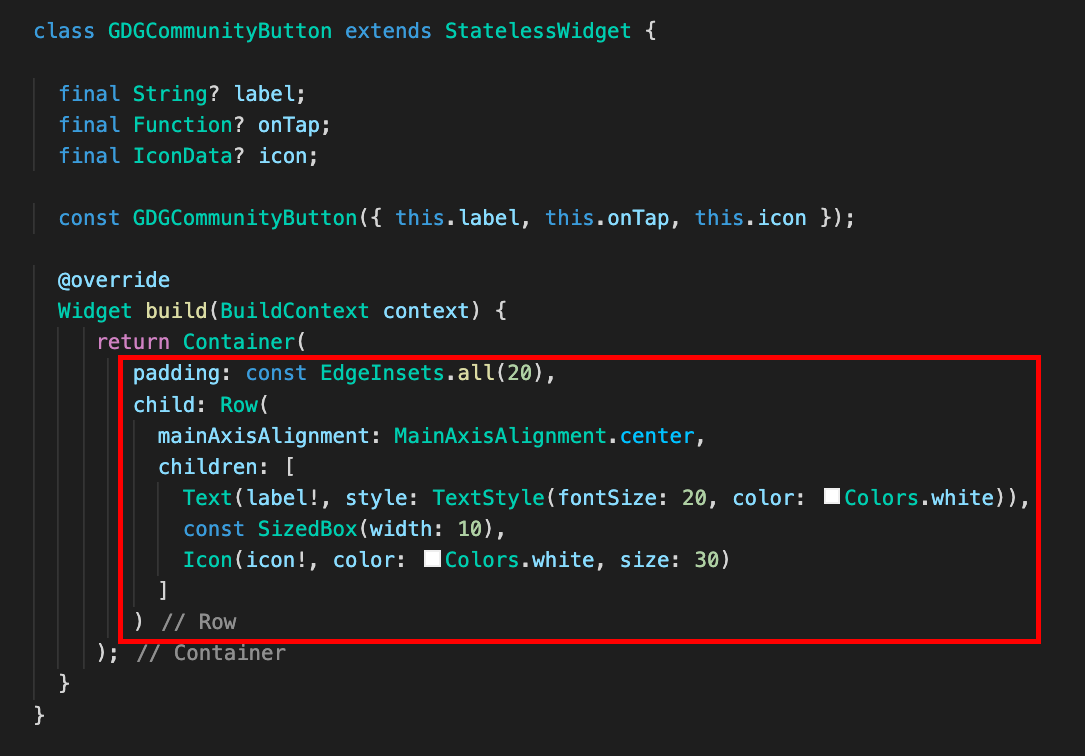 class GDGCommunityButton extends StatelessWidget {
final String? label;
final Function? onTap;
final IconData? icon;
const GDGCommunityButton({ this.label, this.onTap, this.icon });
@override
Widget build(BuildContext context) {
return Container(
padding: const EdgeInsets.all(20),
child: Row(
mainAxisAlignment: MainAxisAlignment.center,
children: [
Text(label!, style: TextStyle(fontSize: 20, color: Colors.white)),
const SizedBox(width: 10),
Icon(icon!, color: Colors.white, size: 30)
]
) // Row
); // Container
}
}